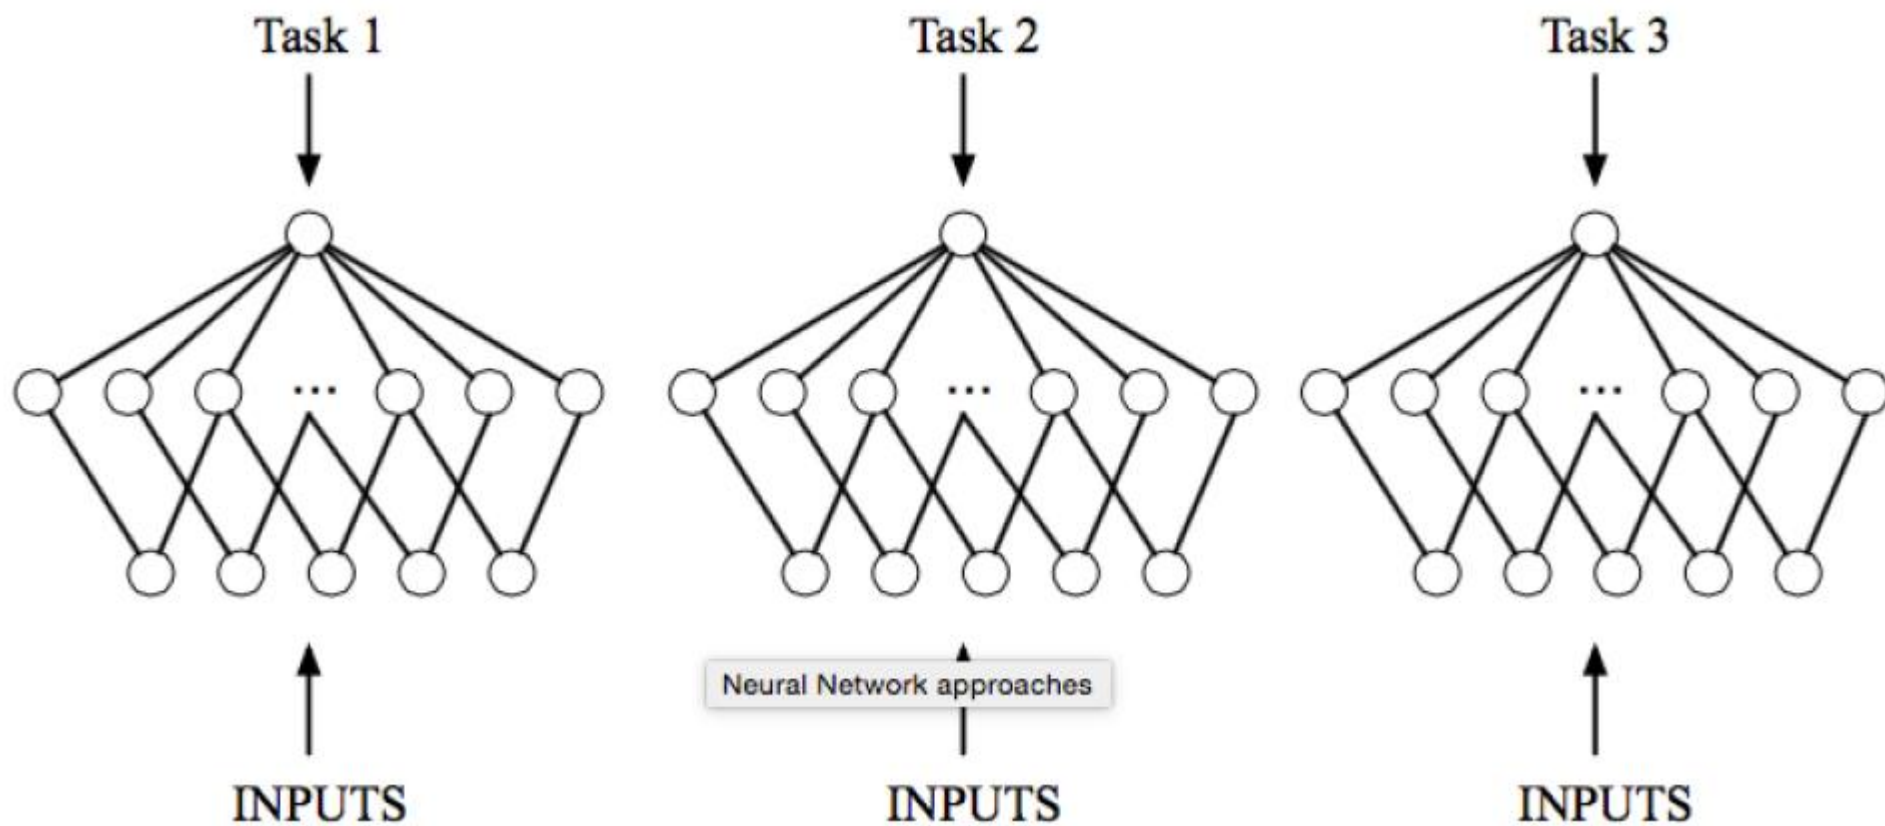 Task 1
Task 2
Task 3
...
...
...
Neural Network approaches
INPUTS
INPUTS
INPUTS